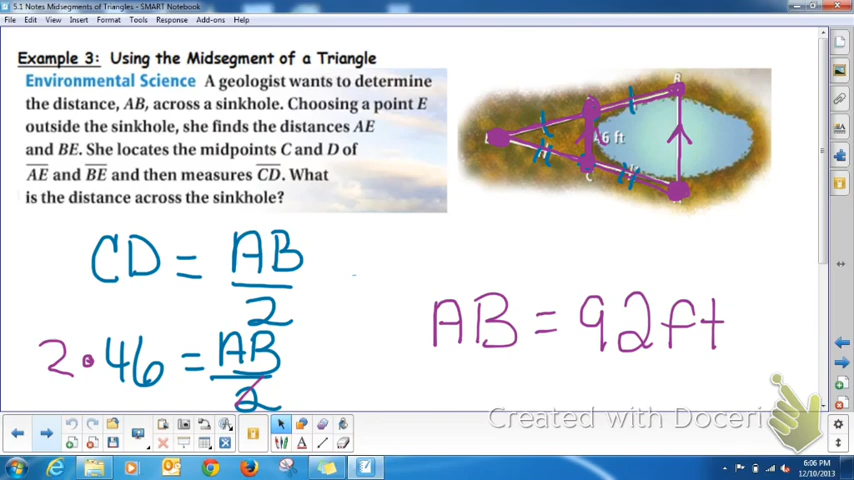 5.1 Notes Midsegments of Triangles - SMART Notebook
File Edit View Insert Format Tools Response Add-ons Help
Example 3: Using the Midsegment of a Triangle
Environmental Science A geologist wants to determine
the distance, AB, across a sinkhole. Choosing a point E
outside the sinkhole, she finds the distances AE
and BE. She locates the midpoints C and D of
AE and BE and then measures CD. What
is the distance across the sinkhole?
6 ft
B
C
CD = AB/2
2 • 46 = AB/2
AB = 92 ft
Created with Doceri
6:06 PM
12/10/2013